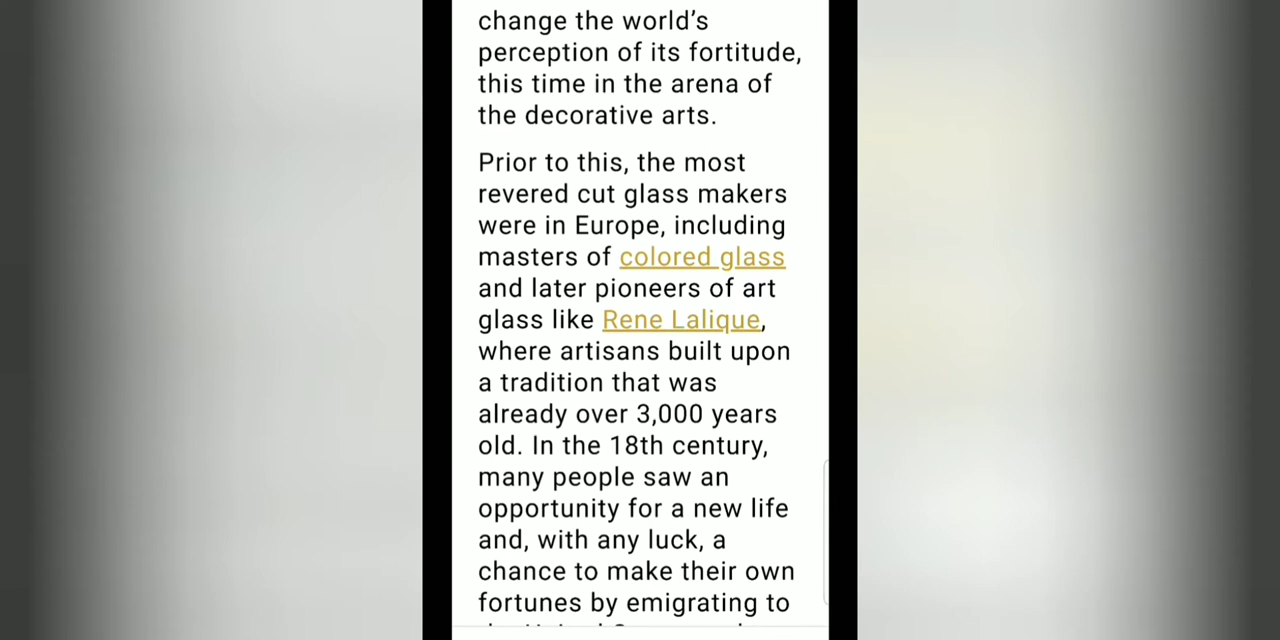 change the world's
perception of its fortitude,
this time in the arena of
the decorative arts.
Prior to this, the most
revered cut glass makers
were in Europe, including
masters of colored glass
and later pioneers of art
glass like Rene Lalique,
where artisans built upon
a tradition that was
already over 3,000 years
old. In the 18th century,
many people saw an
opportunity for a new life
and, with any luck, a
chance to make their own
fortunes by emigrating to